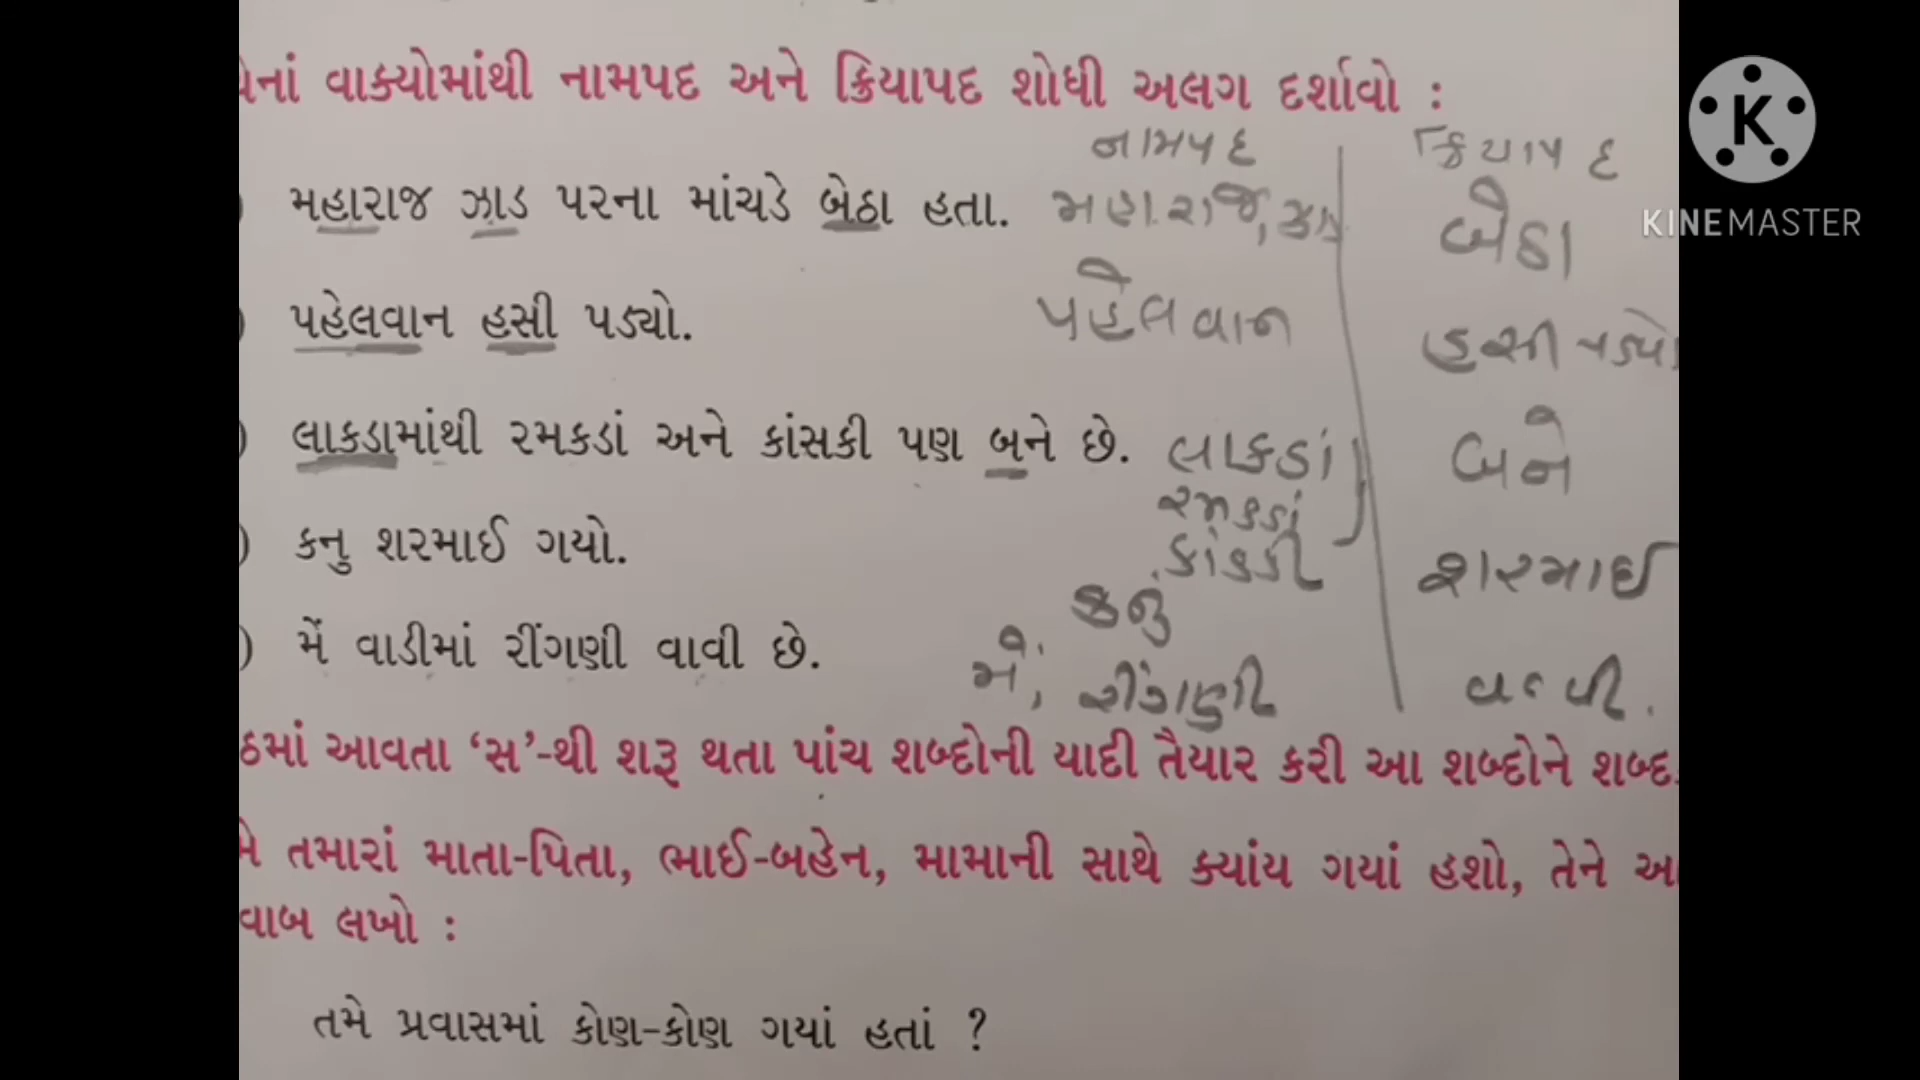 યેનાં વાક્યોમાંથી નામપદ અને ક્રિયાપદ શોધી અલગ દર્શાવો :
નામપદ ક્રિયાપદ
) મહારાજ ઝાડ પરના માંચડે બેઠા હતા. મહારાજ, ઝાડ બેઠા
) પહેલવાન હસી પડ્યો. પહેલવાન હસી પડ્યો
) લાકડામાંથી રમકડાં અને કાંસકી પણ બને છે. લાકડાં બને
રમકડાં
) કનુ શરમાઈ ગયો. શરમાઈ
કનું
) મેં વાડીમાં રીંગણી વાવી છે. મેં, રીંગણી વાવી.
ઠમાં આવતા ‘સ’-થી શરૂ થતા પાંચ શબ્દોની યાદી તૈયાર કરી આ શબ્દોને શબ્દ
મે તમારાં માતા-પિતા, ભાઈ-બહેન, મામાની સાથે ક્યાંય ગયાં હશો, તેને આ
વાબ લખો :
તમે પ્રવાસમાં કોણ-કોણ ગયાં હતાં ?
K
KINEMASTER